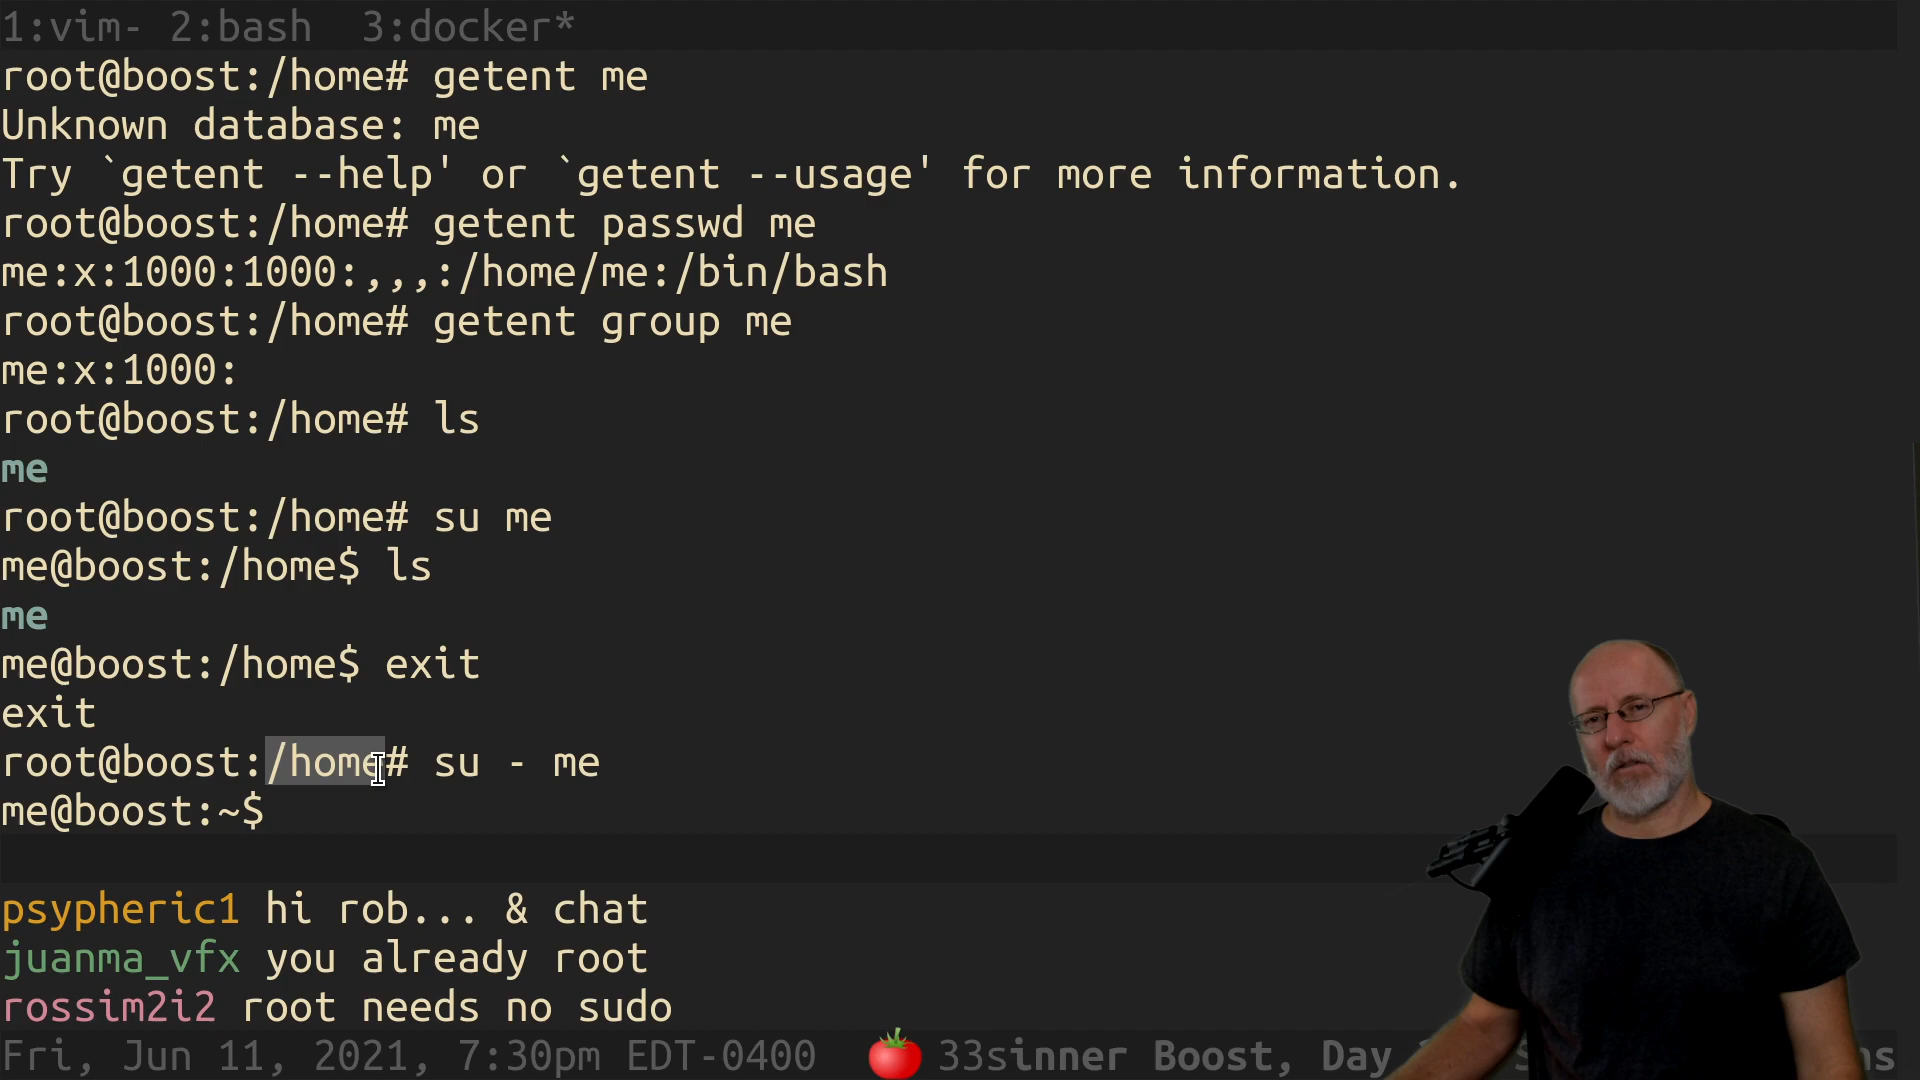 1:vim- 2:bash  3:docker*
root@boost:/home# getent me
Unknown database: me
Try `getent --help' or `getent --usage' for more information.
root@boost:/home# getent passwd me
me:x:1000:1000:,,,:/home/me:/bin/bash
root@boost:/home# getent group me
me:x:1000:
root@boost:/home# ls
me
root@boost:/home# su me
me@boost:/home$ ls
me
me@boost:/home$ exit
exit
root@boost:/home# su - me
me@boost:~$
psypheric1 hi rob... & chat
juanma_vfx you already root
rossim2i2 root needs no sudo
Fri, Jun 11, 2021, 7:30pm EDT-0400 33sinner Boost, Day